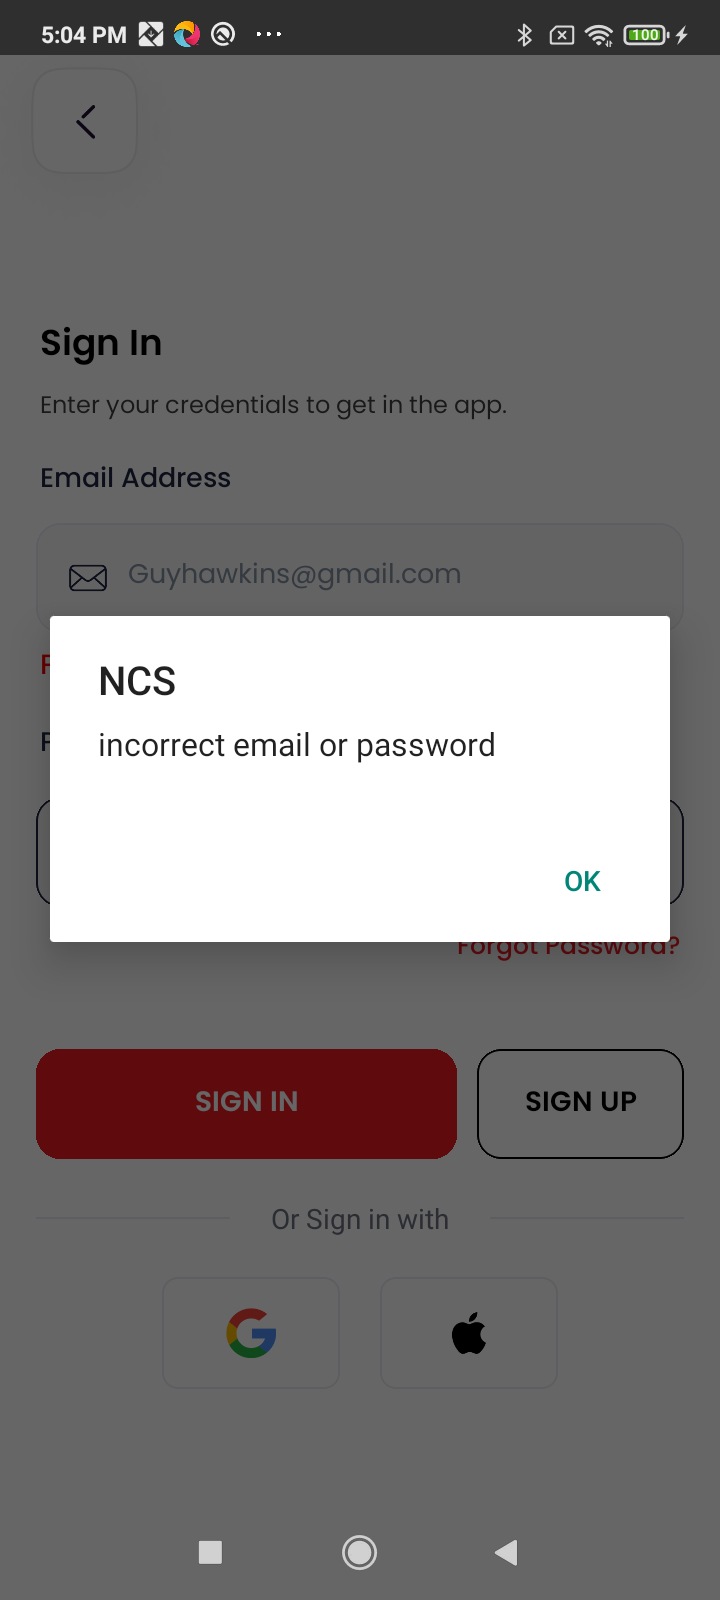 5:04 PM
100
Sign In
Enter your credentials to get in the app.
Email Address
Guyhawkins@gmail.com
NCS
incorrect email or password
OK
Forgot Password?
SIGN IN
SIGN UP
Or Sign in with